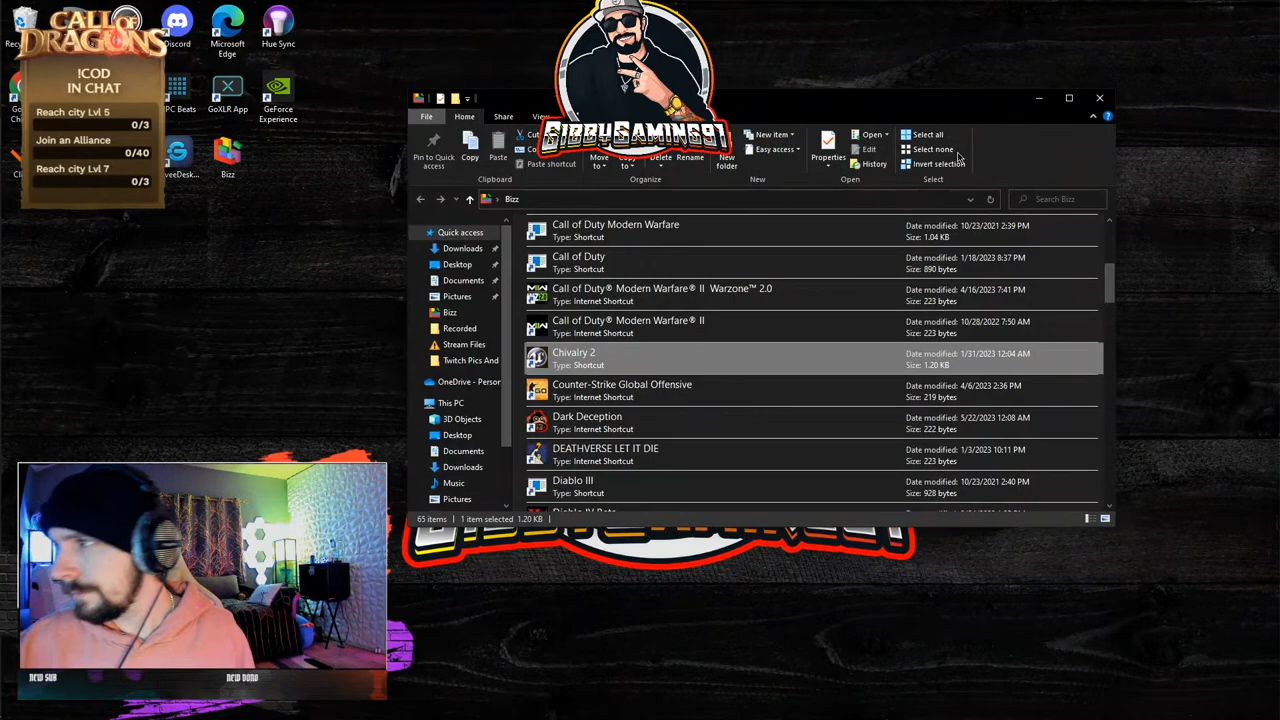 CALL OF
DRAGONS
!COD
IN CHAT
Reach city Lvl 5
0/3
Join an Alliance
0/40
Reach city Lvl 7
0/3
Discord
Microsoft
Edge
Hue Sync
PC Beats
GoXLR App
GeForce
Experience
Bizz
GIBBYGAMING91
File
Home
Share
Pin to Quick
access
Copy
Paste
Paste shortcut
Move
to
to
Delete
Rename
New
folder
New item
Easy access
Properties
Open
Edit
History
Select all
Select none
Invert selection
Clipboard
Organize
New
Open
Select
Bizz
Search Bizz
Quick access
Downloads
Desktop
Documents
Pictures
Bizz
Recorded
Stream Files
Twitch Pics And
OneDrive - Person
This PC
3D Objects
Desktop
Documents
Downloads
Music
Pictures
Call of Duty Modern Warfare
Type: Shortcut
Date modified: 10/23/2021 2:39 PM
Size: 1.04 KB
Call of Duty
Type: Shortcut
Date modified: 1/18/2023 8:37 PM
Size: 890 bytes
Call of Duty® Modern Warfare® II Warzone™ 2.0
Type: Internet Shortcut
Date modified: 4/16/2023 7:41 PM
Size: 223 bytes
Call of Duty® Modern Warfare® II
Type: Internet Shortcut
Date modified: 10/28/2022 7:50 AM
Size: 223 bytes
Chivalry 2
Type: Shortcut
Date modified: 1/31/2023 12:04 AM
Size: 1.20 KB
Counter-Strike Global Offensive
Type: Internet Shortcut
Date modified: 4/6/2023 2:36 PM
Size: 219 bytes
Dark Deception
Type: Internet Shortcut
Date modified: 5/22/2023 12:08 AM
Size: 222 bytes
DEATHVERSE LET IT DIE
Type: Internet Shortcut
Date modified: 1/3/2023 10:11 PM
Size: 223 bytes
Diablo III
Type: Shortcut
Date modified: 10/23/2021 2:40 PM
Size: 928 bytes
65 items
1 item selected 1.20 KB
NEW SUB
NEW DONO